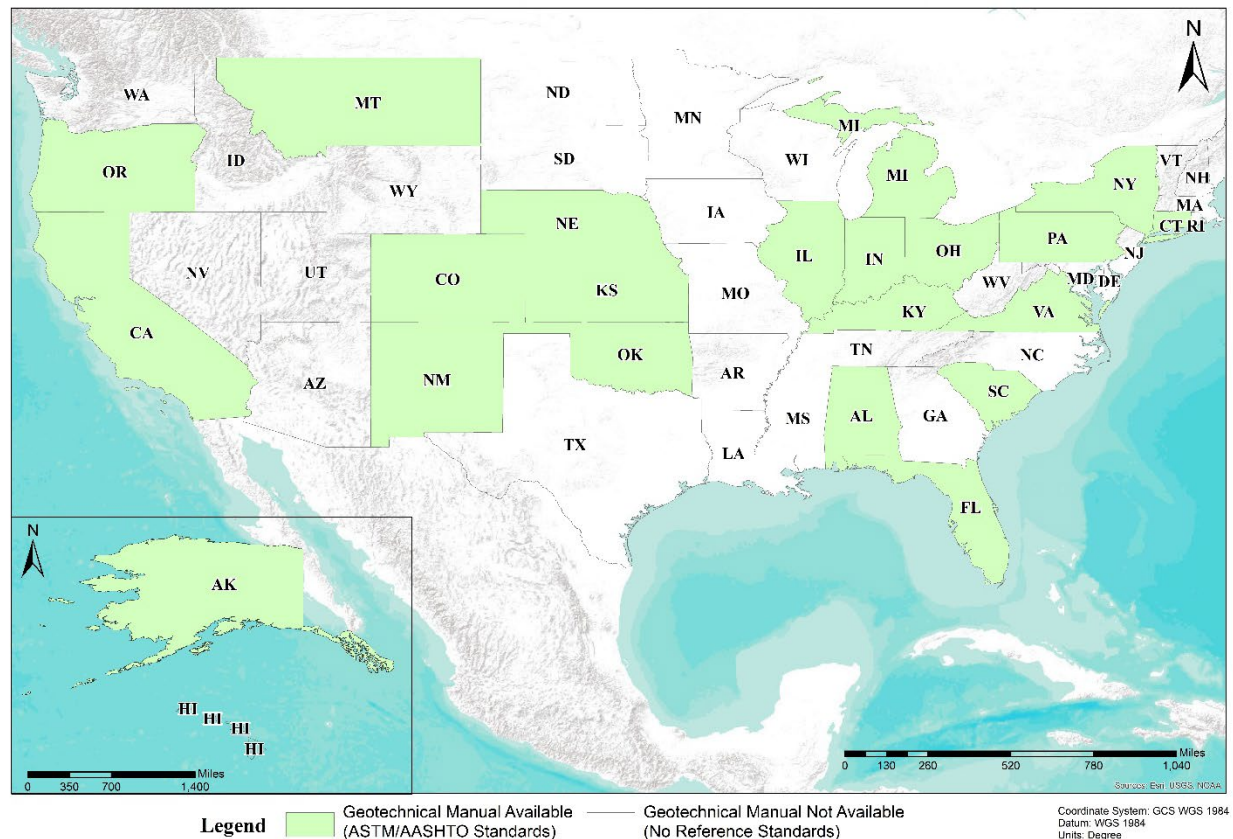 N
WA
MT
ND
MN
MI
VT
OR
ID
SD
WI
MI
NY
NH
WY
MA
IA
CT RI
NE
PA
NV
UT
CO
IL
IN
OH
NJ
KS
MO
WV
MD
DE
CA
KY
VA
AZ
NM
OK
AR
TN
NC
SC
TX
MS
AL
GA
LA
FL
N
AK
HI
HI
HI
HI
Miles
0 350 700 1,400
Miles
0 130 260 520 780 1,040
Sources: Esri, USGS, NOAA
Legend
Geotechnical Manual Available
(ASTM/AASHTO Standards)
Geotechnical Manual Not Available
(No Reference Standards)
Coordinate System: GCS WGS 1984
Datum: WGS 1984
Units: Degree